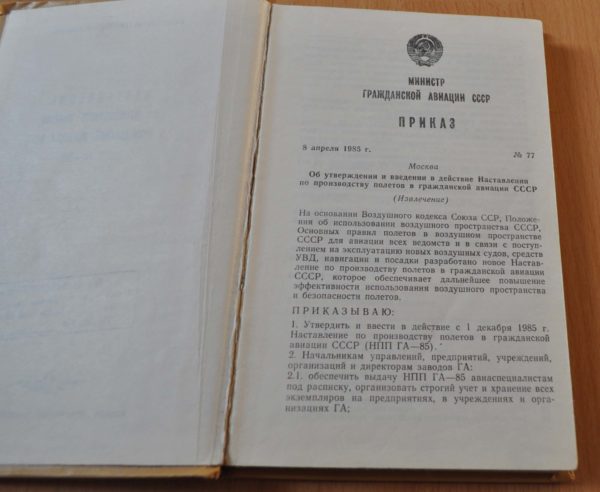 МИНИСТР
ГРАЖДАНСКОЙ АВИАЦИИ СССР
ПРИКАЗ
8 апреля 1985 г.
№ 77
Москва
Об утверждении и введении в действие Наставления
по производству полетов в гражданской авиации СССР
(Извлечение)
На основании Воздушного кодекса Союза ССР, Положе-
ния об использовании воздушного пространства СССР,
Основных правил полетов в воздушном пространстве
СССР для авиации всех ведомств и в связи с поступ-
лением на эксплуатацию новых воздушных судов, средств
УВД, навигации и посадки разработано новое Настав-
ление по производству полетов в гражданской авиации
СССР, которое обеспечивает дальнейшее повышение
эффективности использования воздушного пространства
и безопасности полетов.
ПРИКАЗЫВАЮ:
1. Утвердить и ввести в действие с 1 декабря 1985 г.
Наставление по производству полетов в гражданской
авиации СССР (НПП ГА—85).
2. Начальникам управлений, предприятий, учреждений,
организаций и директорам заводов ГА:
2.1. обеспечить выдачу НПП ГА—85 авиаспециалистам
под расписку, организовать строгий учет и хранение всех
экземпляров на предприятиях, в учреждениях и орга-
низациях ГА;